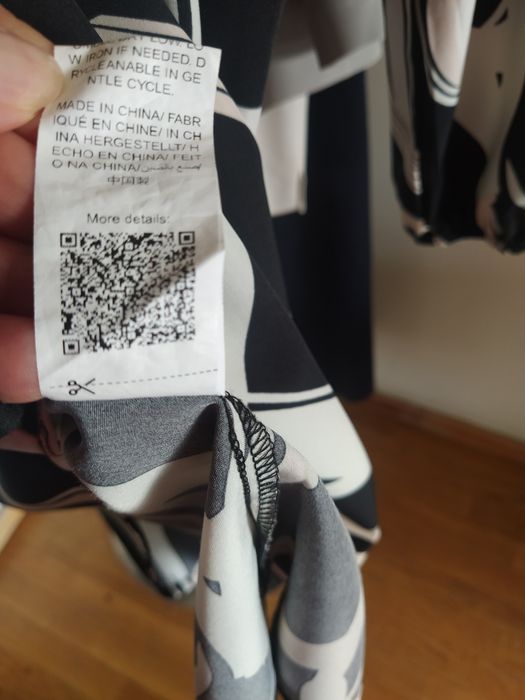 W IRON IF NEEDED. D
RYCLEANABLE IN GE
NTLE CYCLE.
MADE IN CHINA/ FABR
IQUÉ EN CHINE/ IN CH
INA HERGESTELLT/ H
ECHO EN CHINA/ FEIT
O NA CHINA/
中国製
More details: